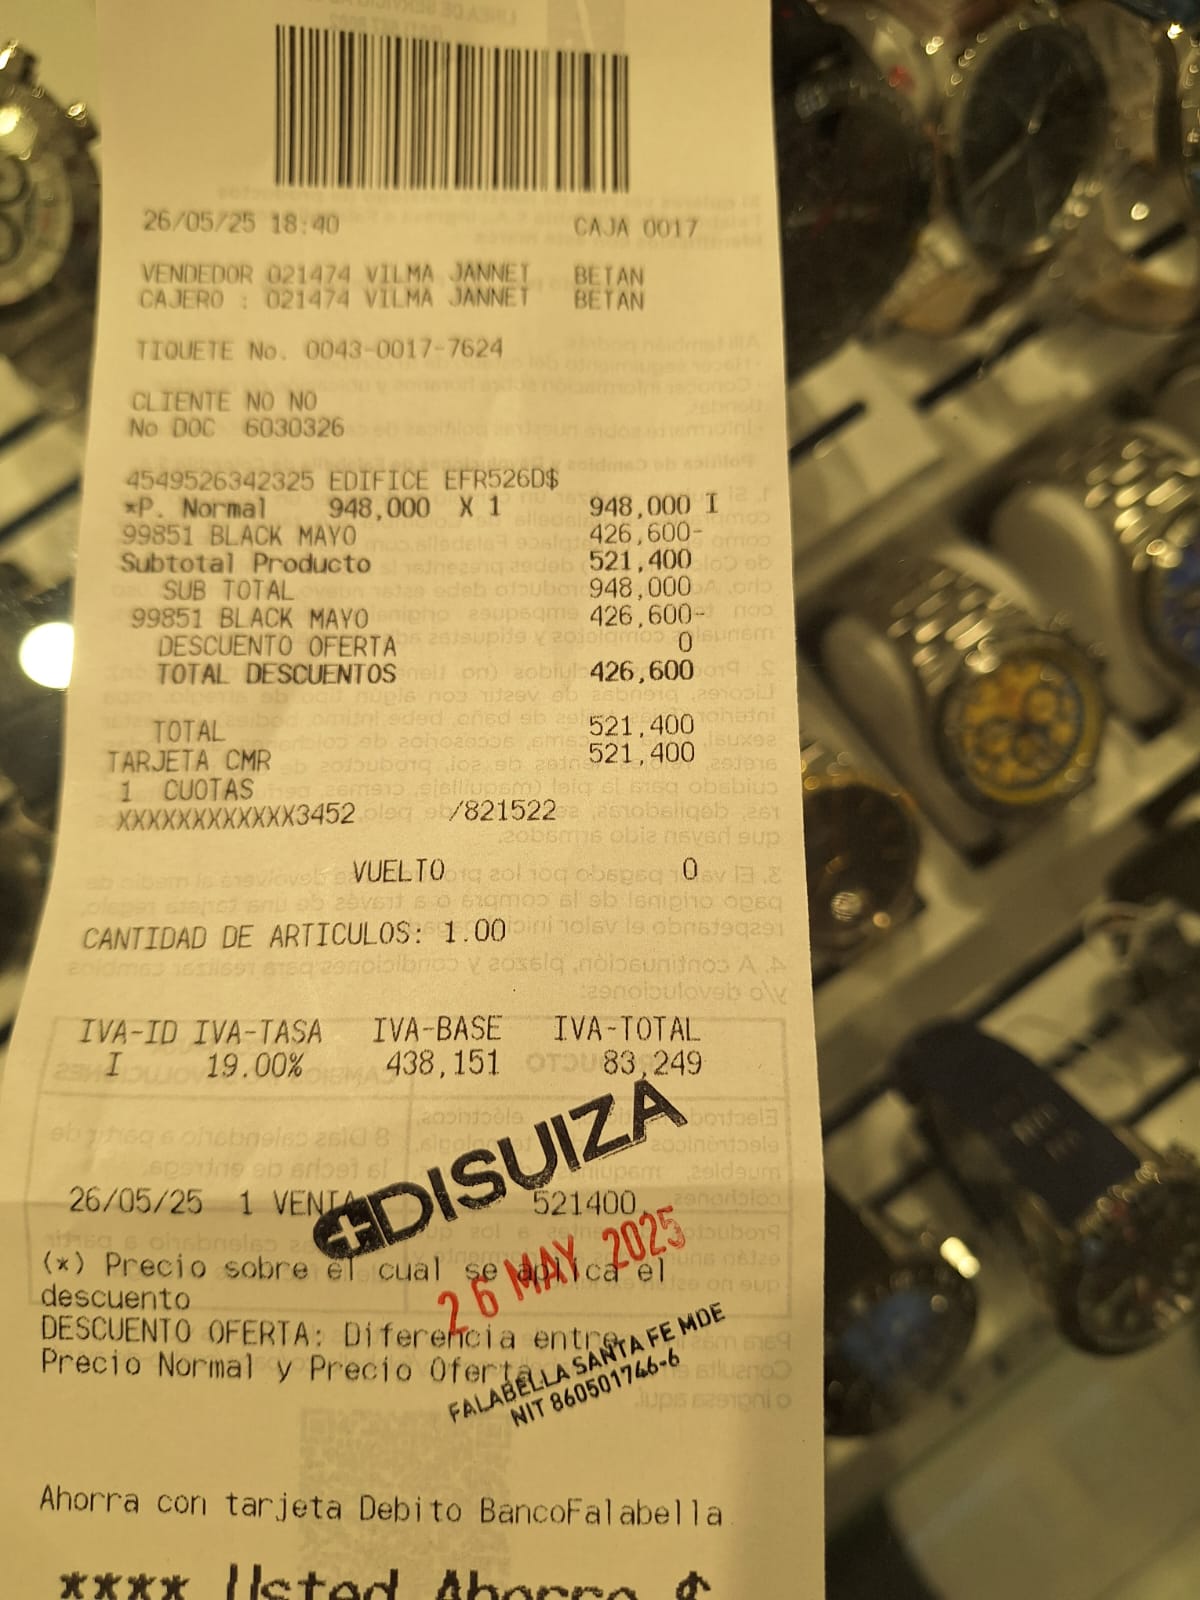 26/05/25 18:40 CAJA 0017
VENDEDOR 021474 VILMA JANNET BETAN
CAJERO : 021474 VILMA JANNET BETAN
TIQUETE No. 0043-0017-7624
CLIENTE NO NO
No DOC 6030326
4549526342325 EDIFICE EFR526D$
*P. Normal 948,000 X 1 948,000 I
99851 BLACK MAYO 426,600-
Subtotal Producto 521,400
SUB TOTAL 948,000
99851 BLACK MAYO 426,600-
DESCUENTO OFERTA 0
TOTAL DESCUENTOS 426,600
TOTAL 521,400
TARJETA CMR 521,400
1 CUOTAS
XXXXXXXXXXXX3452 /821522
VUELTO 0
CANTIDAD DE ARTICULOS: 1.00
IVA-ID IVA-TASA IVA-BASE IVA-TOTAL
I 19.00% 438,151 83,249
DISUIZA
26/05/25 1 VENTA 521400
26 MAY 2025
(*) Precio sobre el cual se aplica el
descuento
DESCUENTO OFERTA: Diferencia entre
Precio Normal y Precio Oferta
FALABELLA SANTA FE MDE
NIT 860501746-6
Ahorra con tarjeta Debito BancoFalabella
**** Usted Ahorro $